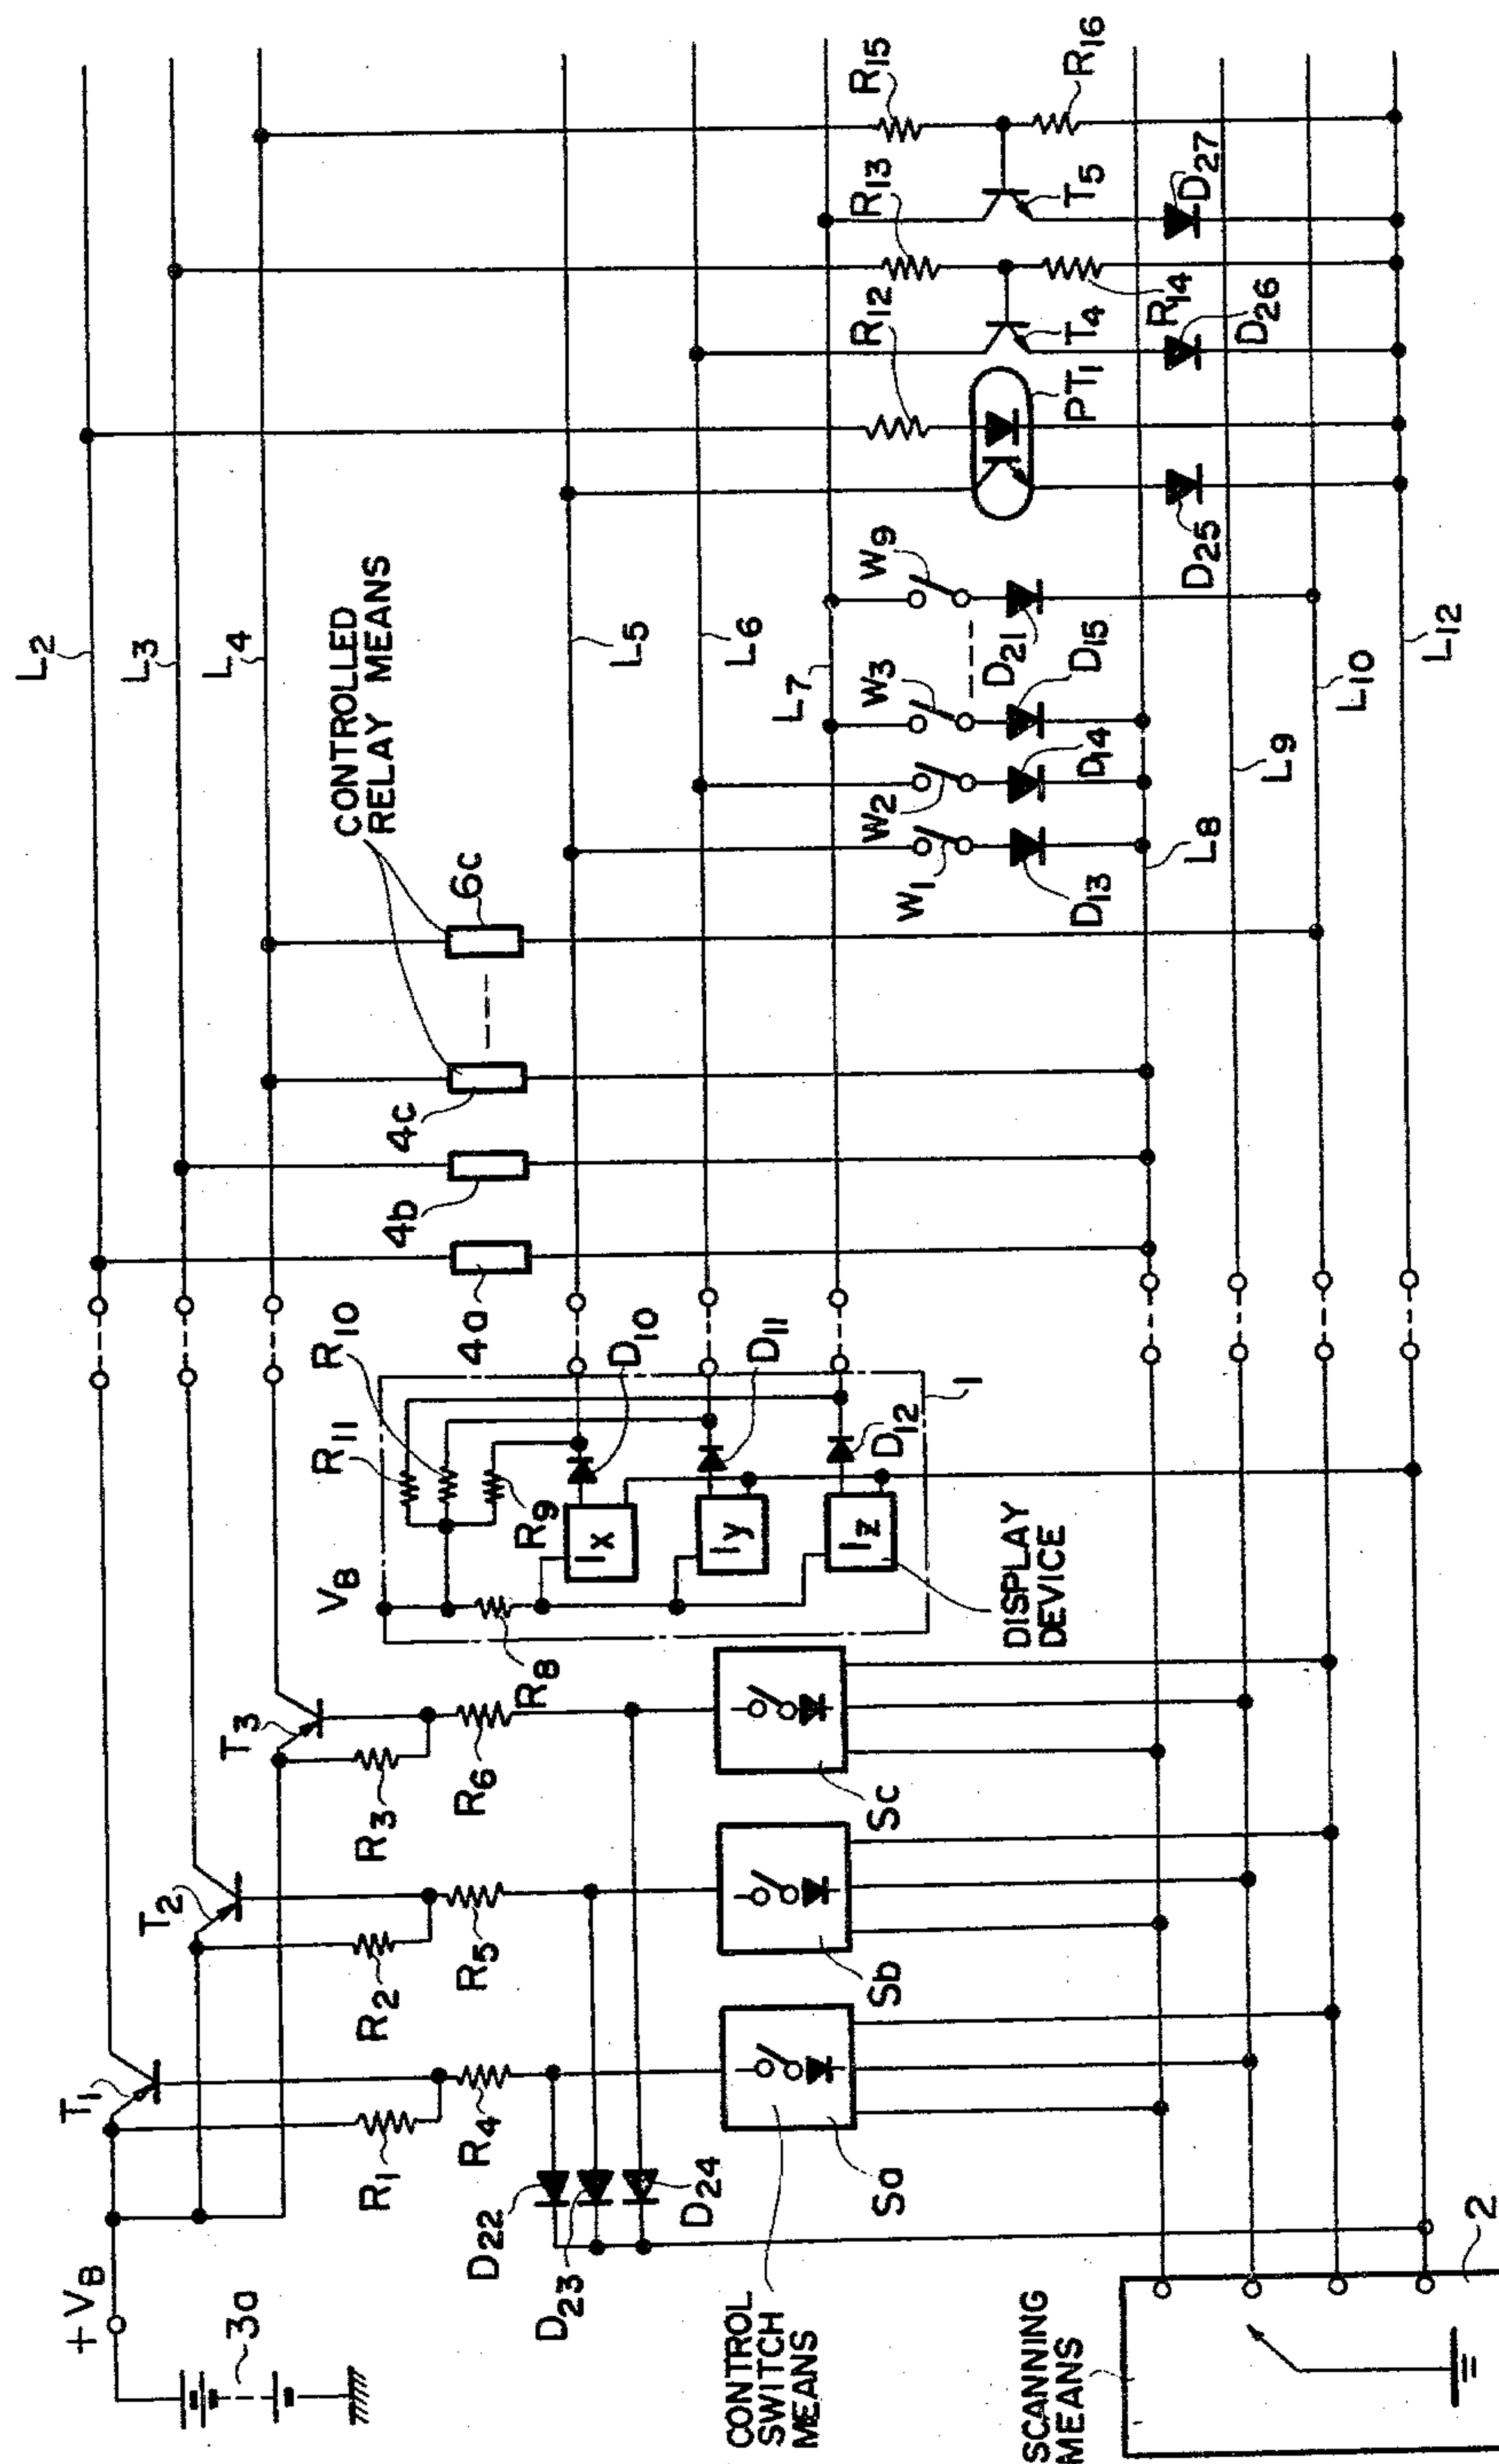 L2
L3
L4
CONTROLLED
RELAY MEANS
L5
L6
L7
L8
L9
L10
L12
R15
R16
R13
R14
R12
T5
T4
PT1
D27
D26
D25
W9
W3
W2
W1
D21
D15
D14
D13
6c
4c
4b
4a
R10
R11
R9
R8
VB
D10
D11
D12
1
Ix
Iy
Iz
DISPLAY
DEVICE
T3
T2
T1
R3
R6
R2
R5
R1
R4
Sc
Sb
Sa
D22
D23
D24
+VB
3a
CONTROL
SWITCH
MEANS
SCANNING
MEANS
2